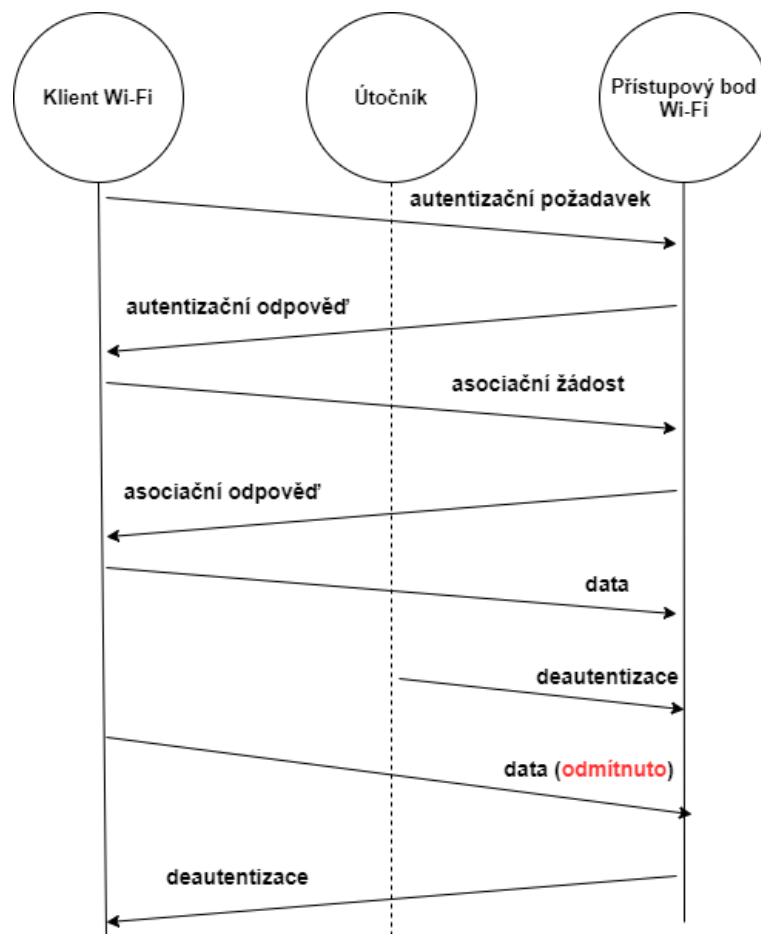 Klient Wi-Fi
Útočník
Přístupový bod
Wi-Fi
autentizační požadavek
autentizační odpověď
asociační žádost
asociační odpověď
data
deautentizace
data (odmítnuto)
deautentizace